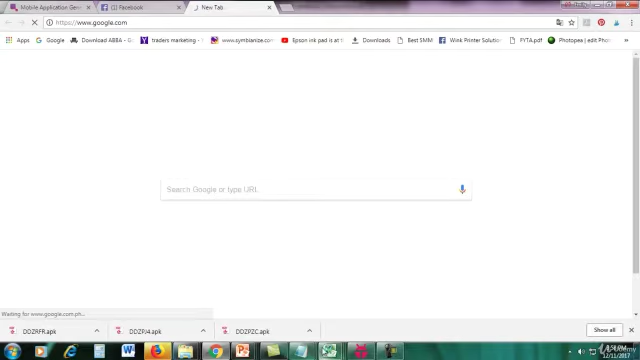 Mobile Application Gene
(1) Facebook
New Tab
https://www.google.com
Apps
Google
Download ABBA -
traders marketing -
www.symbianize.com
Epson ink pad is at
Downloads
Best SMM
Wink Printer Solution
FYTA.pdf
Photopea | edit Phot
Search Google or type URL
Waiting for www.google.com.ph...
DDZRFR.apk
DDZPJ4.apk
DDZPZC.apk
Show all
12/11/2017